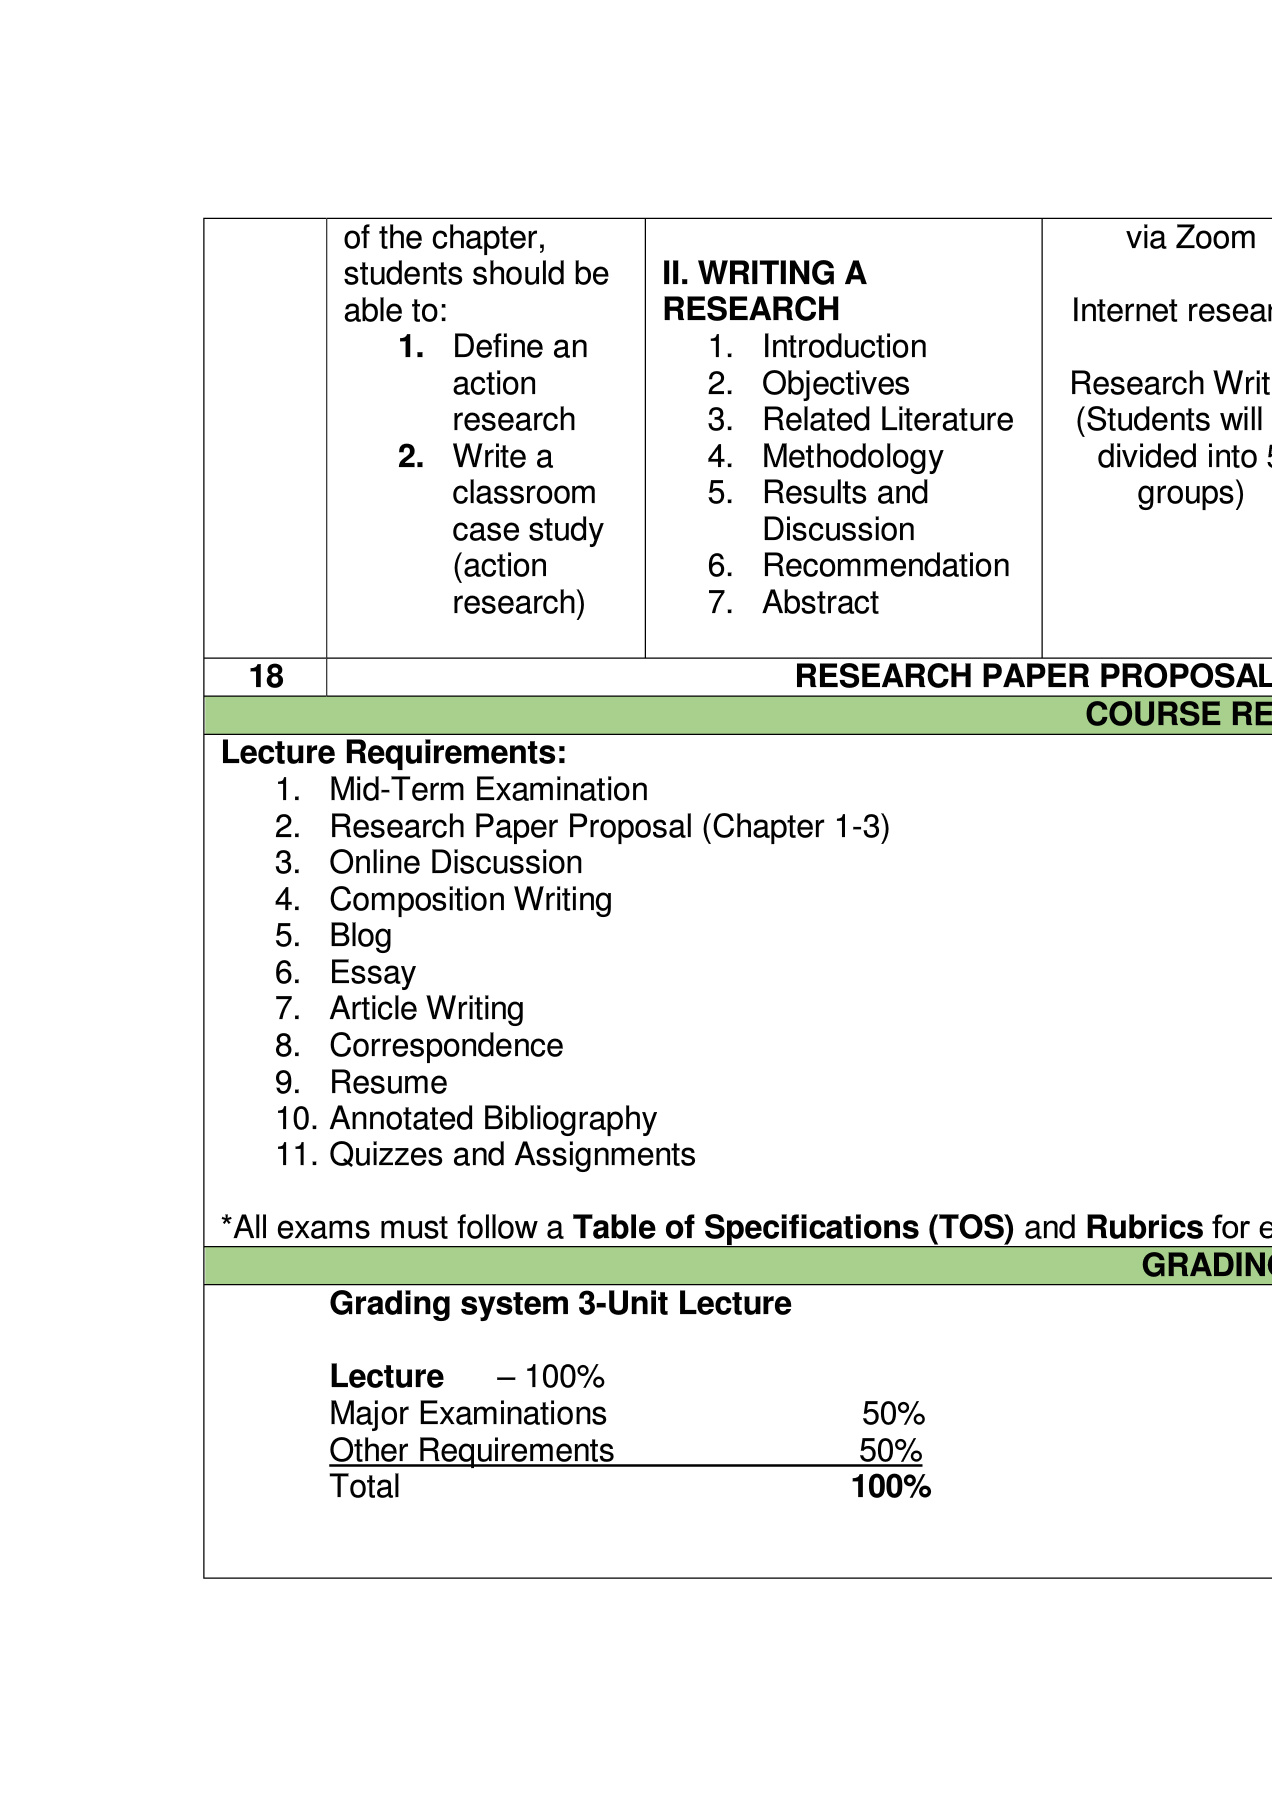 of the chapter,
students should be
able to:
1. Define an
action
research
2. Write a
classroom
case study
(action
research)
II. WRITING A
RESEARCH
1. Introduction
2. Objectives
3. Related Literature
4. Methodology
5. Results and
Discussion
6. Recommendation
7. Abstract
via Zoom
Internet resear
Research Writ
(Students will
divided into 5
groups)
18 RESEARCH PAPER PROPOSAL
COURSE RE
Lecture Requirements:
1. Mid-Term Examination
2. Research Paper Proposal (Chapter 1-3)
3. Online Discussion
4. Composition Writing
5. Blog
6. Essay
7. Article Writing
8. Correspondence
9. Resume
10. Annotated Bibliography
11. Quizzes and Assignments
*All exams must follow a Table of Specifications (TOS) and Rubrics for e
GRADING
Grading system 3-Unit Lecture
Lecture – 100%
Major Examinations 50%
Other Requirements 50%
Total 100%